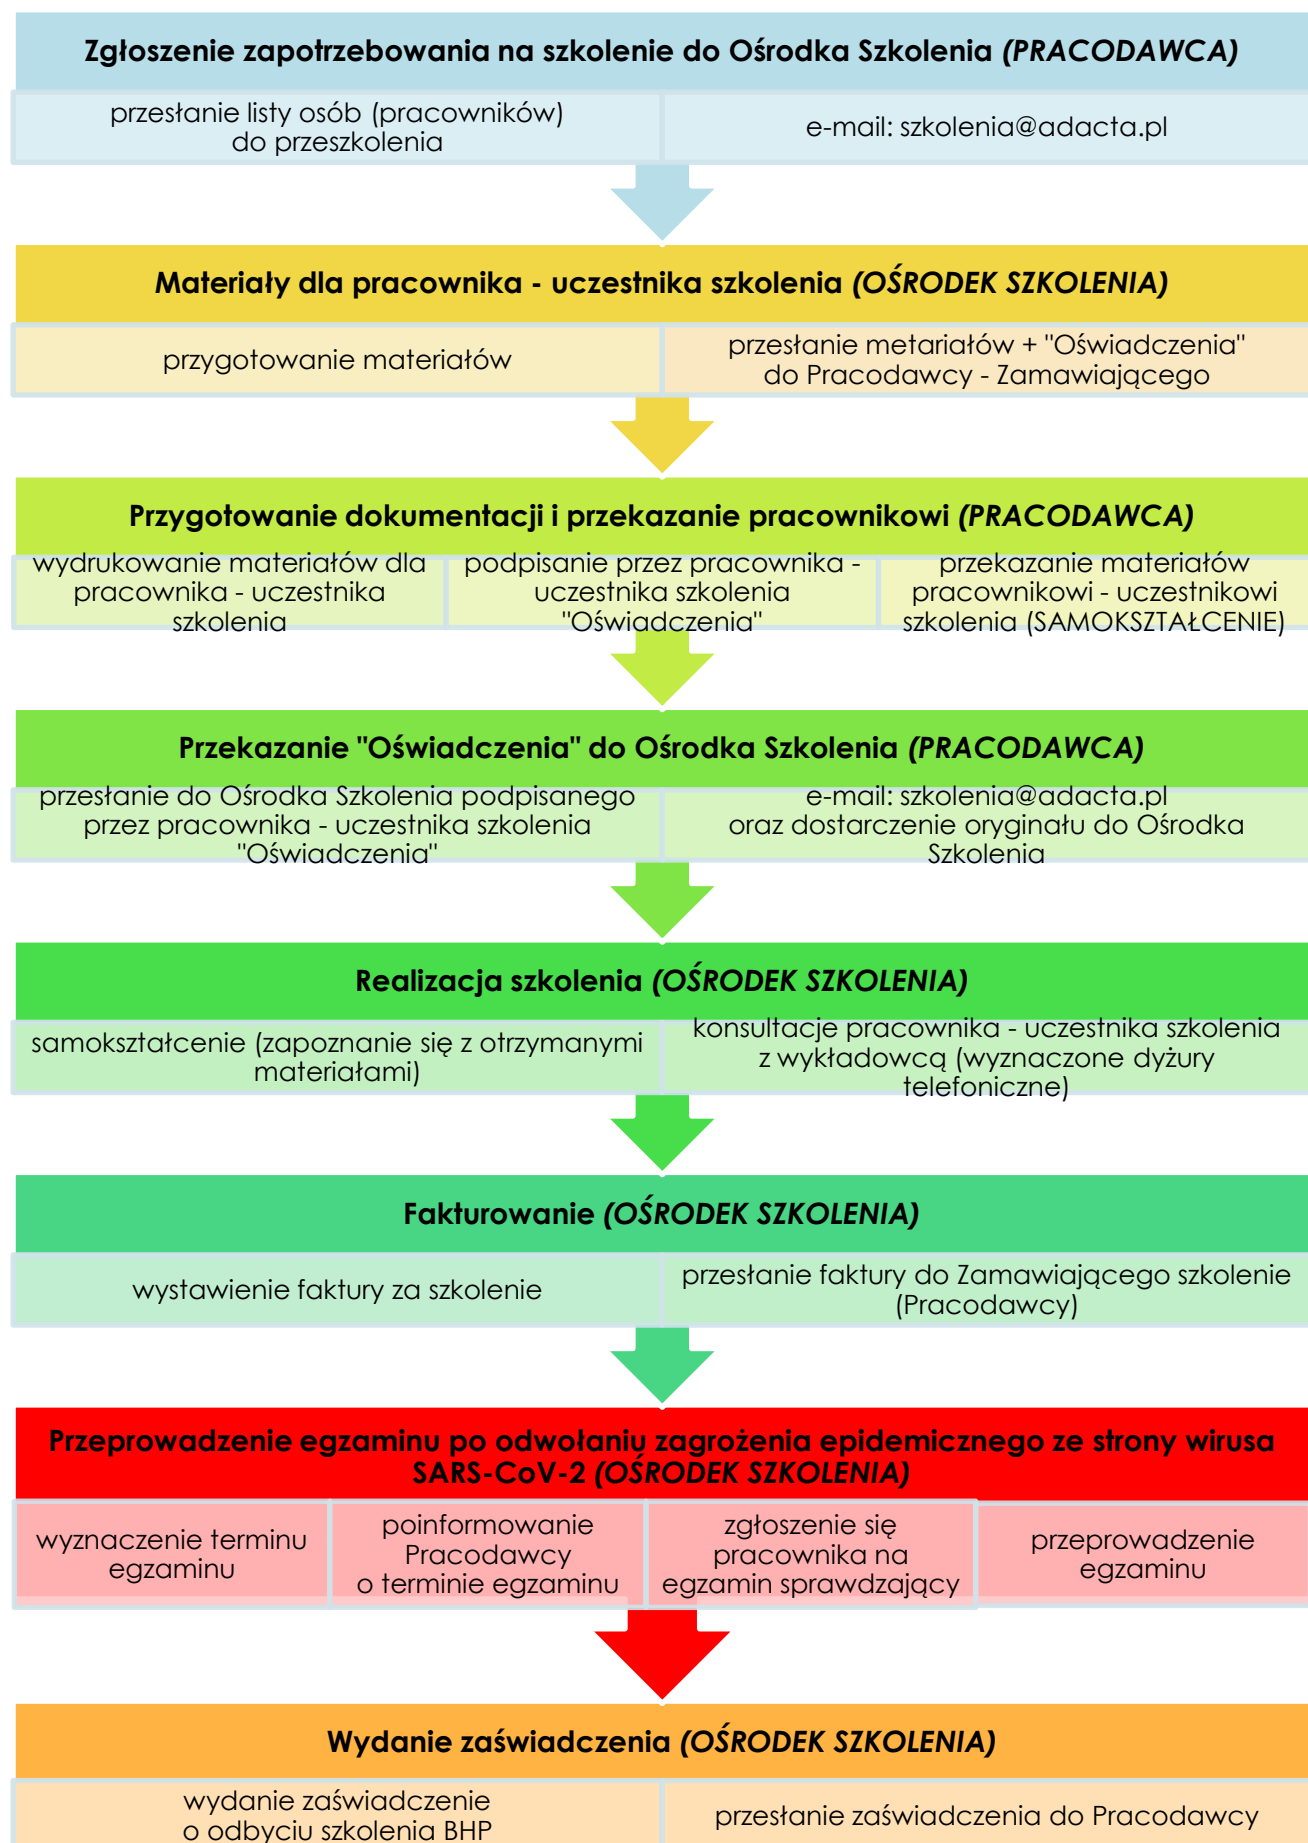 Zgłoszenie zapotrzebowania na szkolenie do Ośrodka Szkolenia (PRACODAWCA)
przesłanie listy osób (pracowników)
do przeszkolenia
e-mail: szkolenia@adacta.pl
Materiały dla pracownika - uczestnika szkolenia (OŚRODEK SZKOLENIA)
przygotowanie materiałów
przesłanie metariałów + "Oświadczenia"
do Pracodawcy - Zamawiającego
Przygotowanie dokumentacji i przekazanie pracownikowi (PRACODAWCA)
wydrukowanie materiałów dla
pracownika - uczestnika
szkolenia
podpisanie przez pracownika -
uczestnika szkolenia
"Oświadczenia"
przekazanie materiałów
pracownikowi - uczestnikowi
szkolenia (SAMOKSZTAŁCENIE)
Przekazanie "Oświadczenia" do Ośrodka Szkolenia (PRACODAWCA)
przesłanie do Ośrodka Szkolenia podpisanego
przez pracownika - uczestnika szkolenia
"Oświadczenia"
e-mail: szkolenia@adacta.pl
oraz dostarczenie oryginału do Ośrodka
Szkolenia
Realizacja szkolenia (OŚRODEK SZKOLENIA)
samokształcenie (zapoznanie się z otrzymanymi
materiałami)
konsultacje pracownika - uczestnika szkolenia
z wykładowcą (wyznaczone dyżury
telefoniczne)
Fakturowanie (OŚRODEK SZKOLENIA)
wystawienie faktury za szkolenie
przesłanie faktury do Zamawiającego szkolenie
(Pracodawcy)
Przeprowadzenie egzaminu po odwołaniu zagrożenia epidemicznego ze strony wirusa
SARS-CoV-2 (OŚRODEK SZKOLENIA)
wyznaczenie terminu
egzaminu
poinformowanie
Pracodawcy
o terminie egzaminu
zgłoszenie się
pracownika na
egzamin sprawdzający
przeprowadzenie
egzaminu
Wydanie zaświadczenia (OŚRODEK SZKOLENIA)
wydanie zaświadczenie
o odbyciu szkolenia BHP
przesłanie zaświadczenia do Pracodawcy